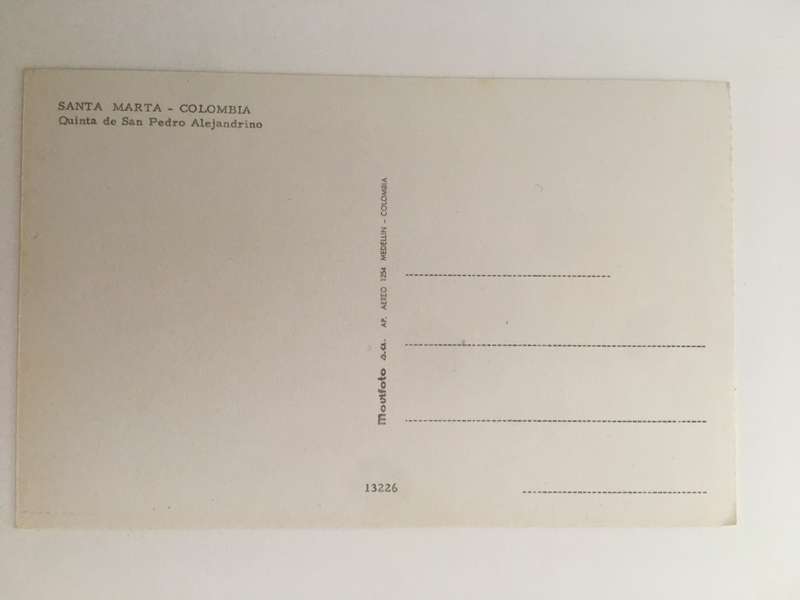 SANTA MARTA - COLOMBIA
Quinta de San Pedro Alejandrino
Movifoto s.a. AP. AEREO 1254 MEDELLIN - COLOMBIA
13226